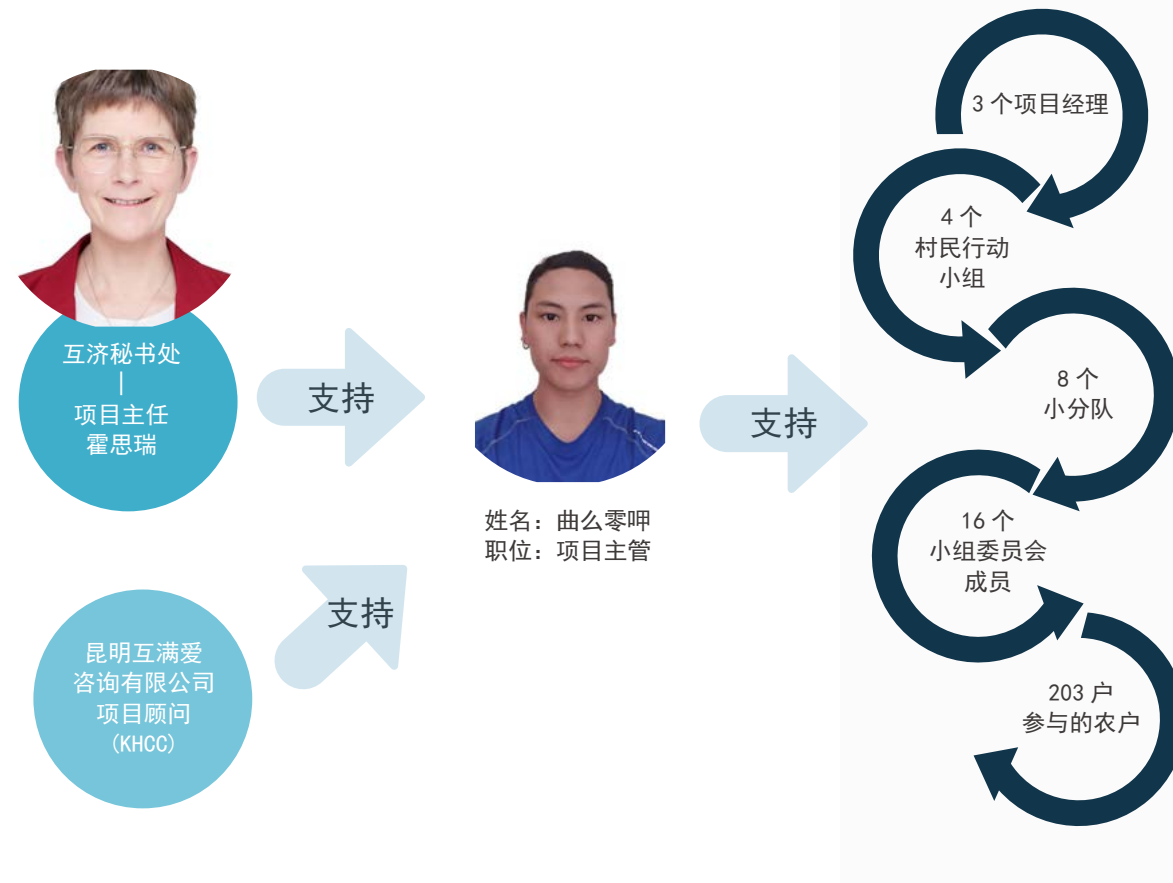 互济秘书处
|
项目主任
霍思瑞
支持
昆明互满爱
咨询有限公司
项目顾问
(KHCC)
支持
姓名：曲么零呷
职位：项目主管
支持
3 个项目经理
4 个
村民行动
小组
8 个
小分队
16 个
小组委员会
成员
203 户
参与的农户